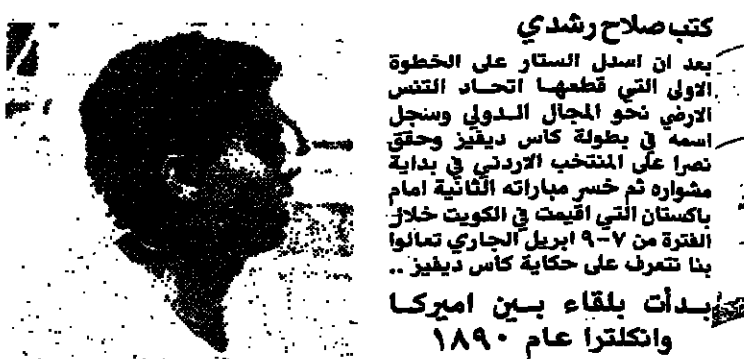 كتب صلاح رشدي
بعد ان اسدل الستار على الخطوة
الاولى التي قطعها اتحاد التنس
الارضي نحو المجال الدولي وسجل
اسمه في بطولة كاس ديفيز وحقق
نصرا على المنتخب الاردني في بداية
مشواره ثم خسر مباراته الثانية امام
باكستان التي اقيمت في الكويت خلال
الفترة من ٧-٩ ابريل الجاري تعالوا
بنا نتعرف على حكاية كأس ديفيز ..
بدأت بلقاء بين اميركا
وانكلترا عام ١٨٩٠